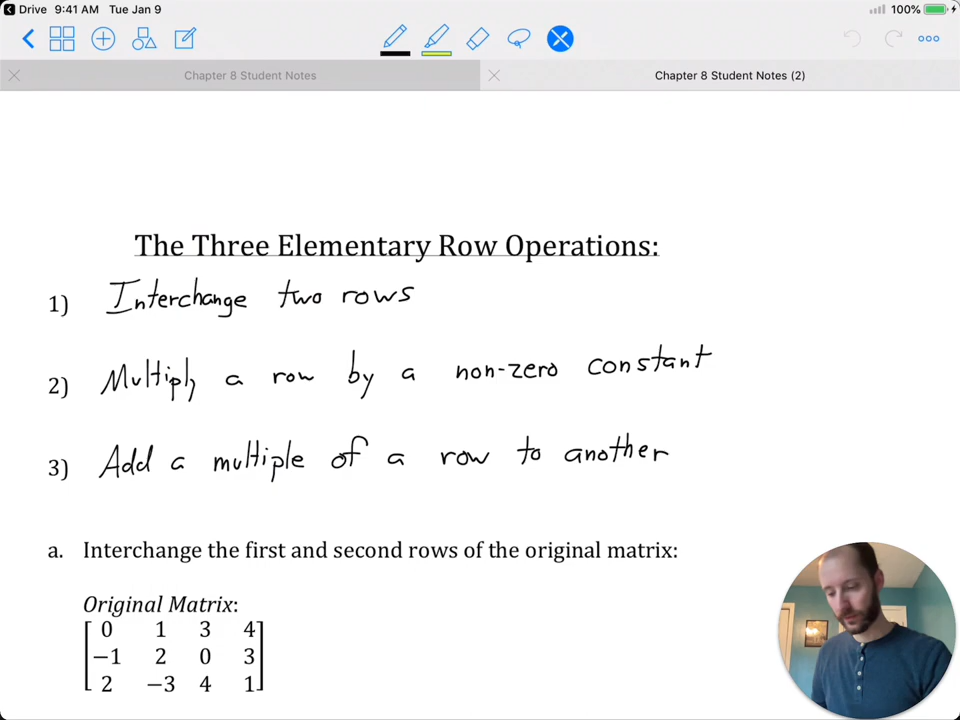 Drive 9:41 AM Tue Jan 9 100%
Chapter 8 Student Notes Chapter 8 Student Notes (2)
The Three Elementary Row Operations:
1) Interchange two rows
2) Multiply a row by a non-zero constant
3) Add a multiple of a row to another
a. Interchange the first and second rows of the original matrix:
Original Matrix:
0 1 3 4
−1 2 0 3
2 −3 4 1